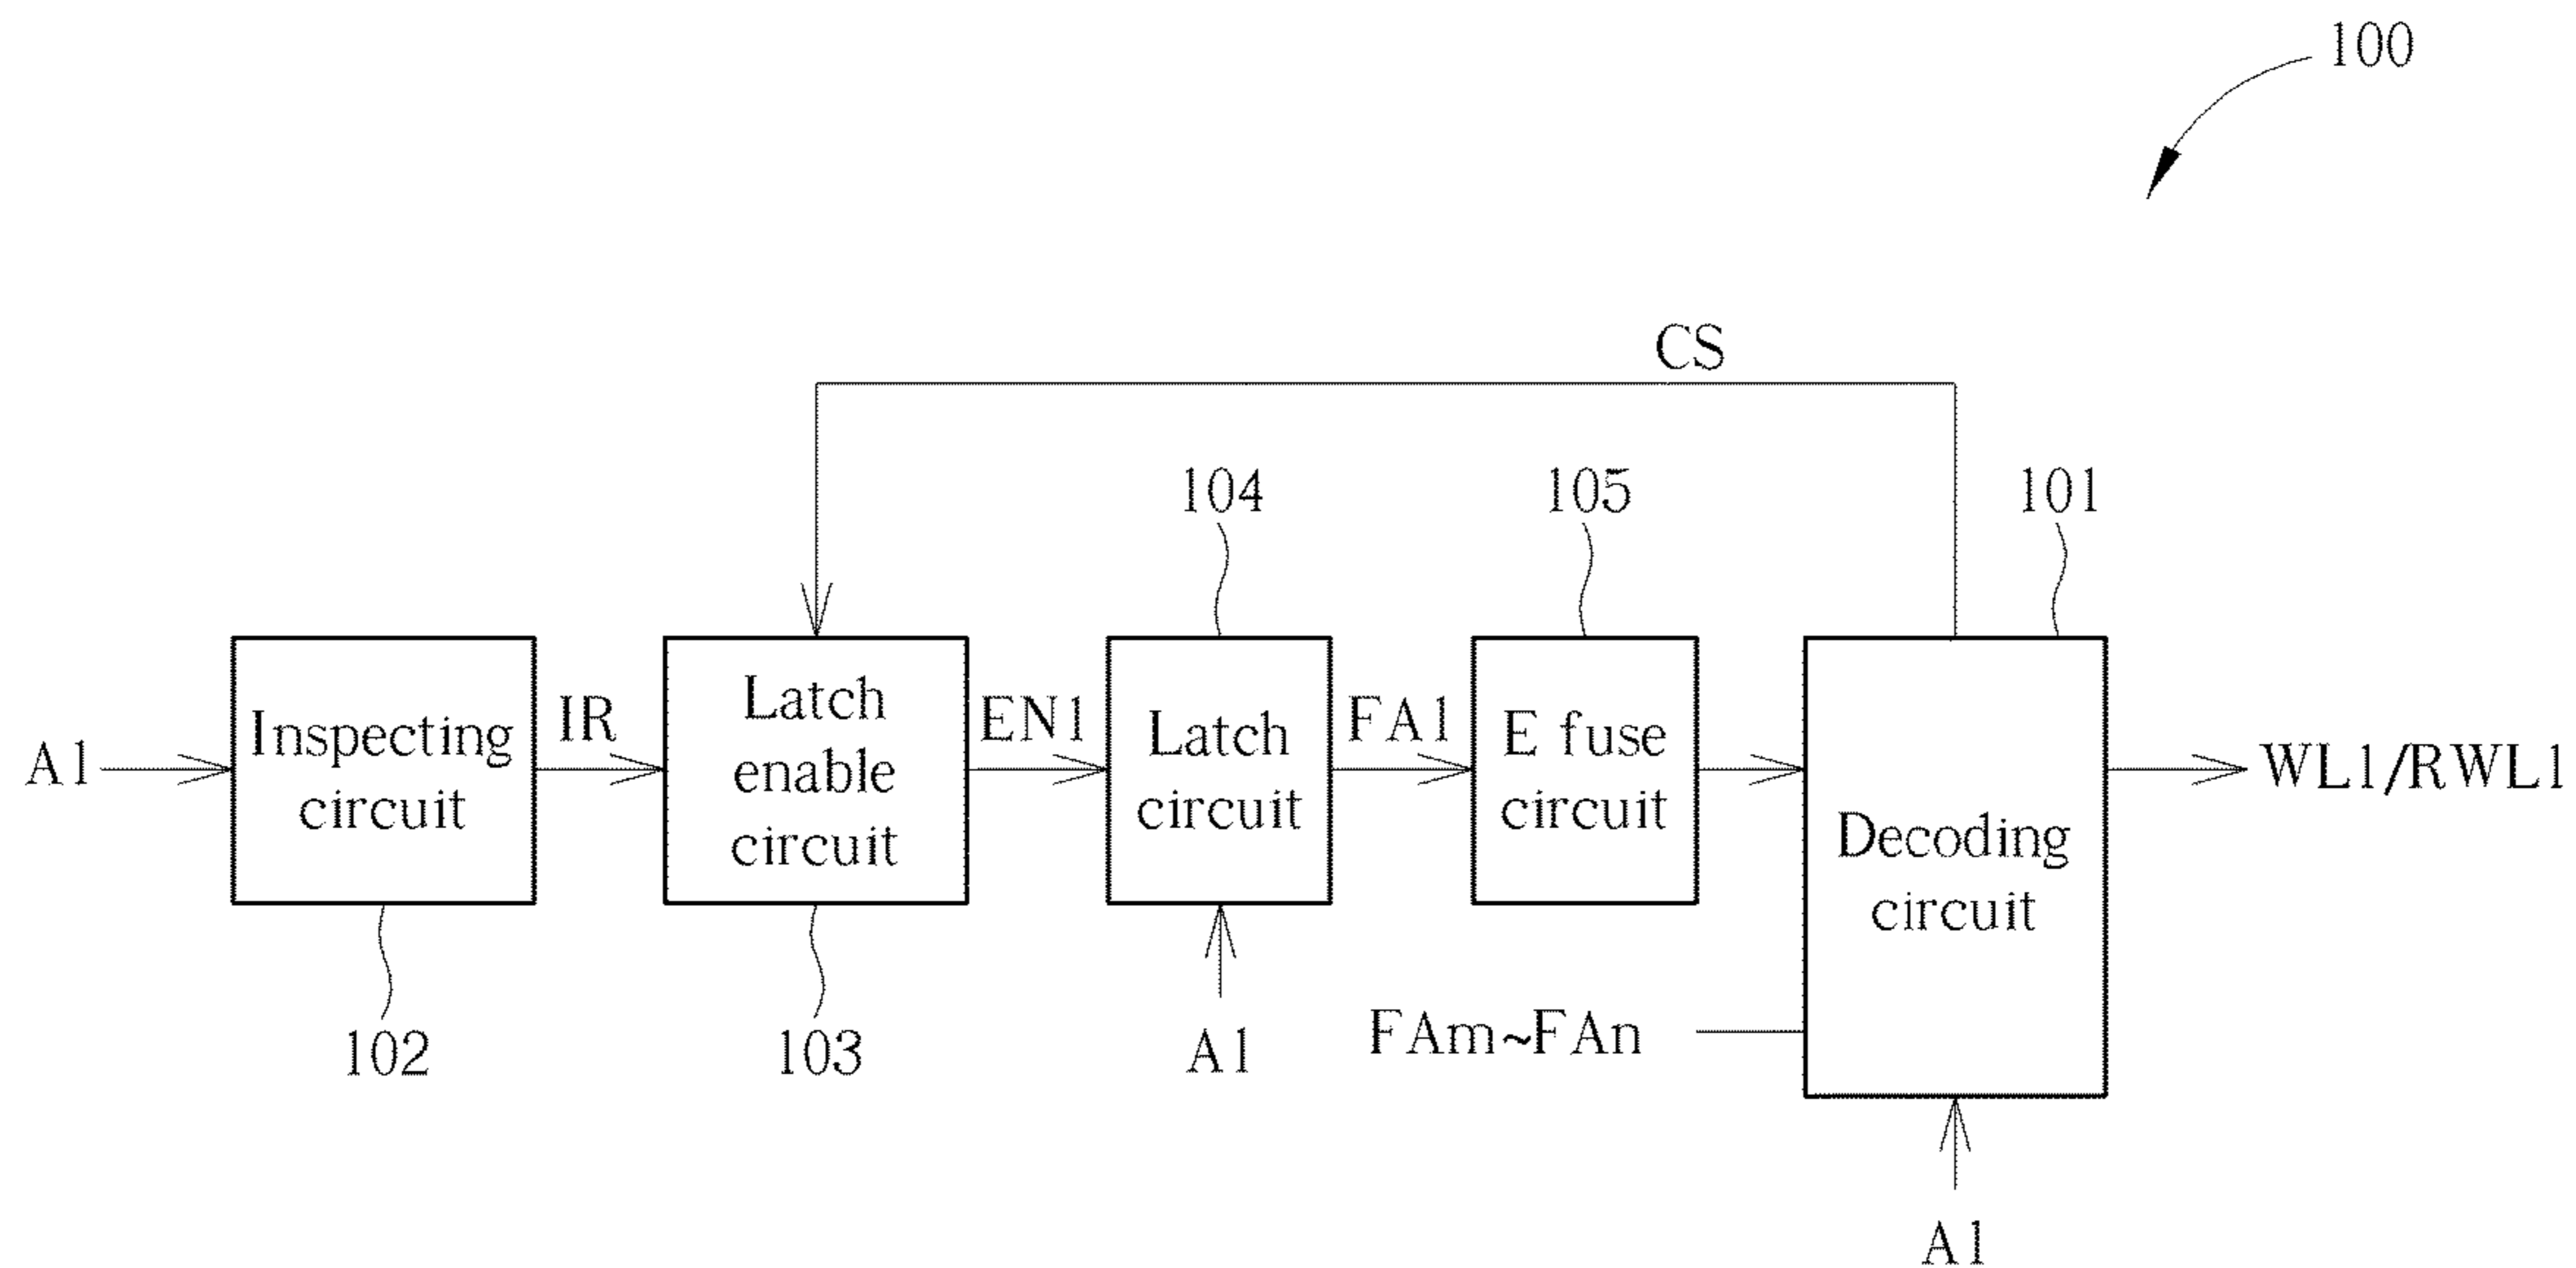 100
CS
104
105
101
A1
Inspecting
circuit
IR
Latch
enable
circuit
EN1
Latch
circuit
FA1
E fuse
circuit
Decoding
circuit
WL1/RWL1
102
103
A1
FAm~FAn
A1